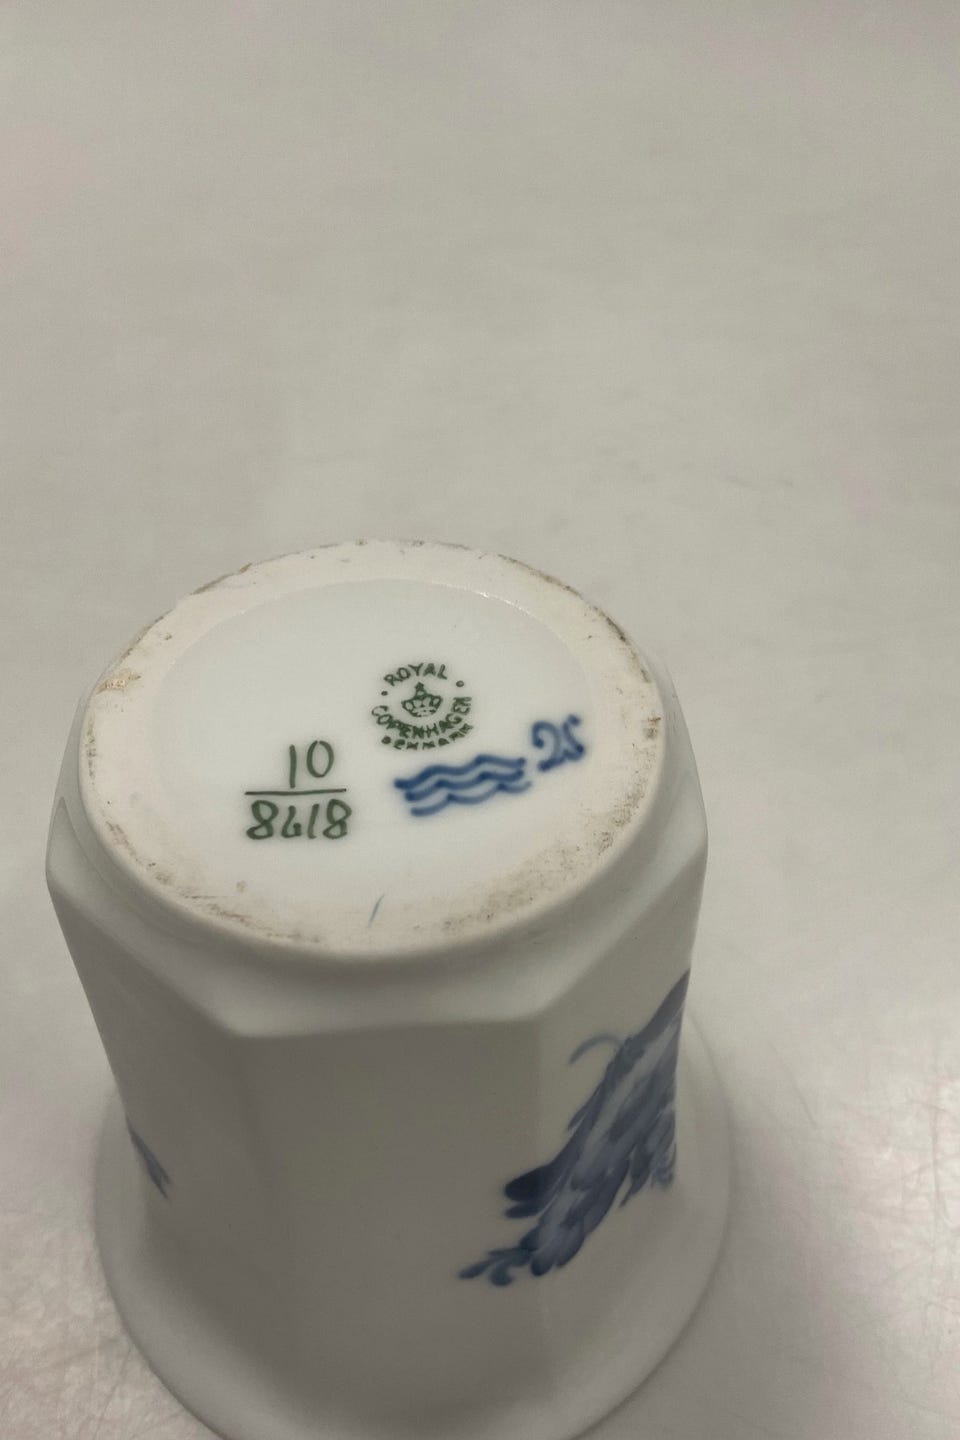 ROYAL
COPENHAGEN
DENMARK
10
8618